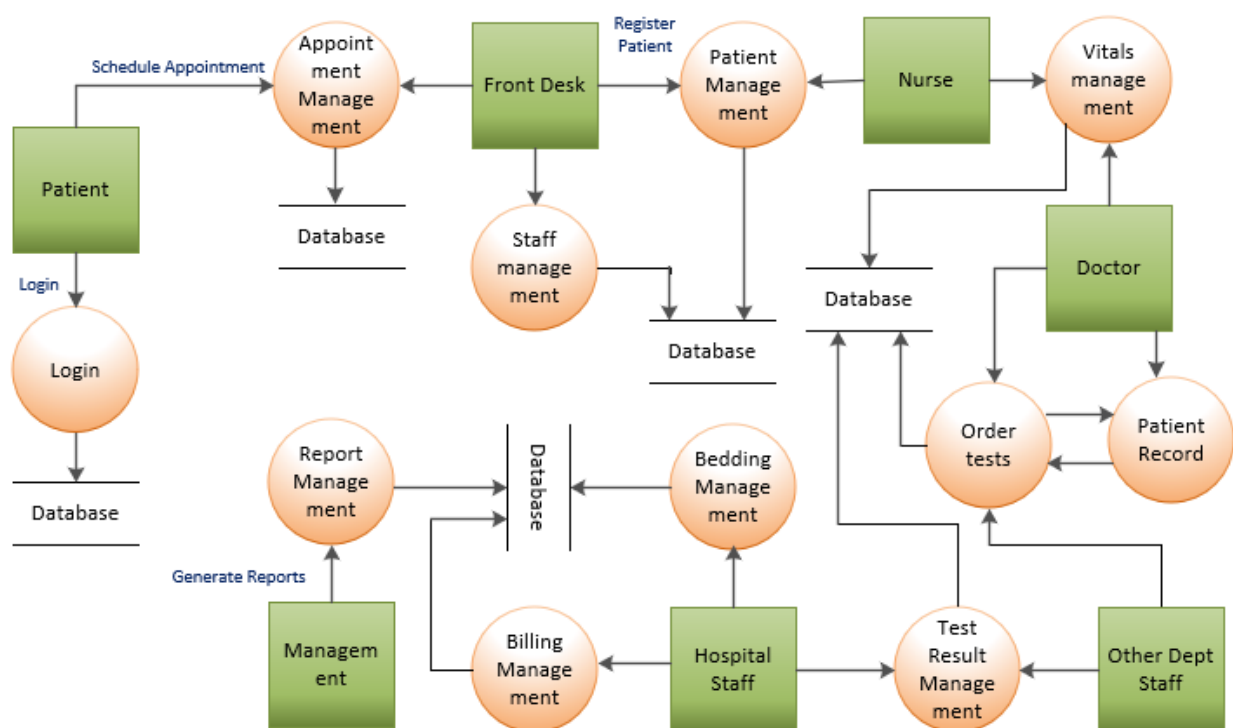 Schedule Appointment
Appoint
ment
Manage
ment
Front Desk
Register
Patient
Patient
Manage
ment
Nurse
Vitals
manage
ment
Patient
Database
Staff
manage
ment
Database
Doctor
Login
Login
Database
Report
Manage
ment
Database
Bedding
Manage
ment
Order
tests
Patient
Record
Database
Generate Reports
Managem
ent
Billing
Manage
ment
Hospital
Staff
Test
Result
Manage
ment
Other Dept
Staff